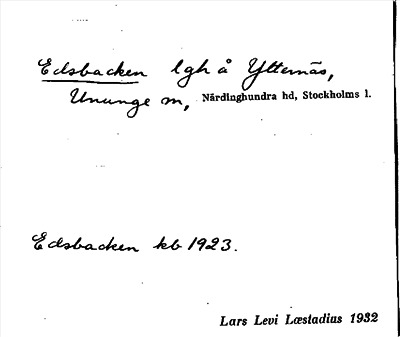 Edsbacken lgh å Ytternäs,
Ununge sn, Närdinghundra hd, Stockholms l.
Edsbacken kb 1923.
Lars Levi Læstadius 1932